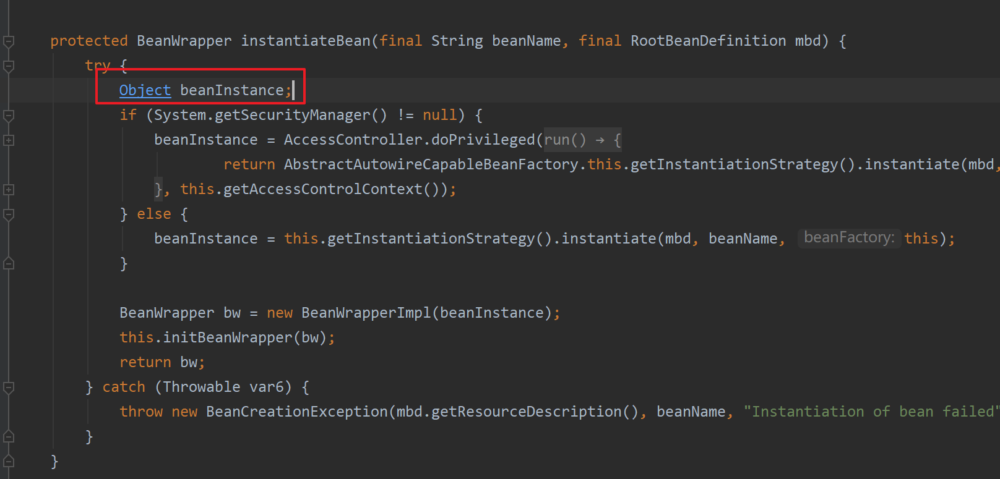 protected BeanWrapper instantiateBean(final String beanName, final RootBeanDefinition mbd) {
try {
Object beanInstance;
if (System.getSecurityManager() != null) {
beanInstance = AccessController.doPrivileged(run() → {
return AbstractAutowireCapableBeanFactory.this.getInstantiationStrategy().instantiate(mbd,
}, this.getAccessControlContext());
} else {
beanInstance = this.getInstantiationStrategy().instantiate(mbd, beanName, beanFactory: this);
}
BeanWrapper bw = new BeanWrapperImpl(beanInstance);
this.initBeanWrapper(bw);
return bw;
} catch (Throwable var6) {
throw new BeanCreationException(mbd.getResourceDescription(), beanName, "Instantiation of bean failed"
}
}